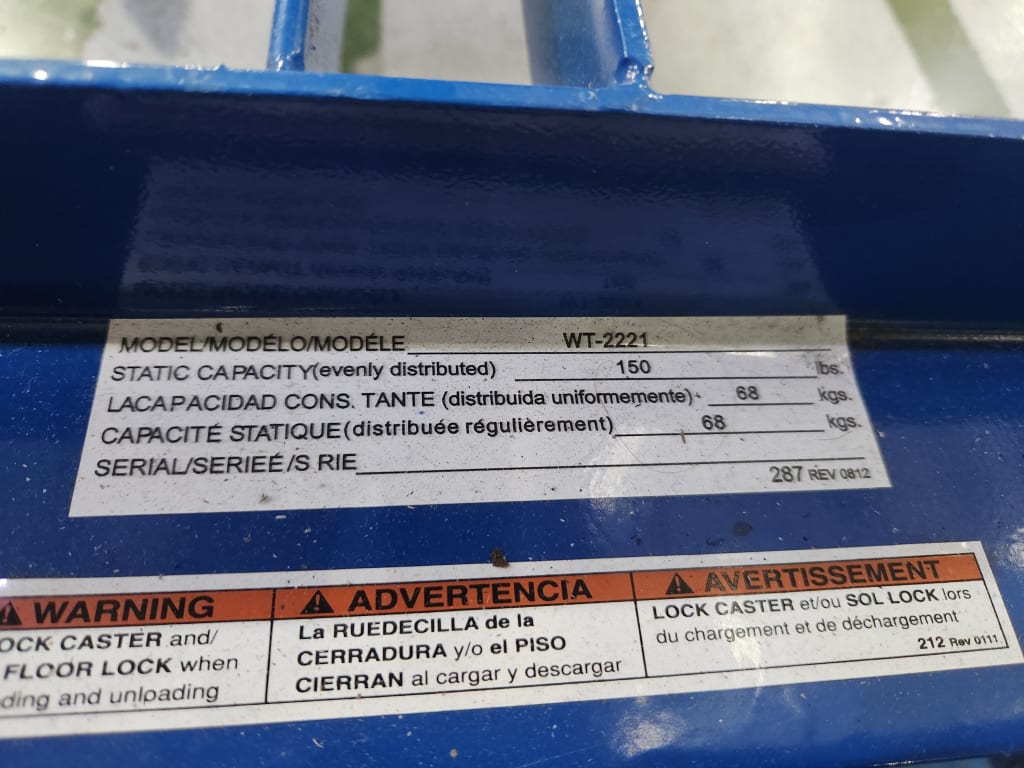 MODEL/MODÉLO/MODÉLE WT-2221
STATIC CAPACITY(evenly distributed) 150 lbs.
LACAPACIDAD CONS. TANTE (distribuida uniformemente) 68 kgs.
CAPACITÉ STATIQUE(distribuée régulièrement) 68 kgs.
SERIAL/SERIEÉ/S RIE
287 REV 0812
WARNING
OCK CASTER and/
FLOOR LOCK when
ding and unloading
ADVERTENCIA
La RUEDECILLA de la
CERRADURA y/o el PISO
CIERRAN al cargar y descargar
AVERTISSEMENT
LOCK CASTER et/ou SOL LOCK lors
du chargement et de déchargement
212 Rev 0111